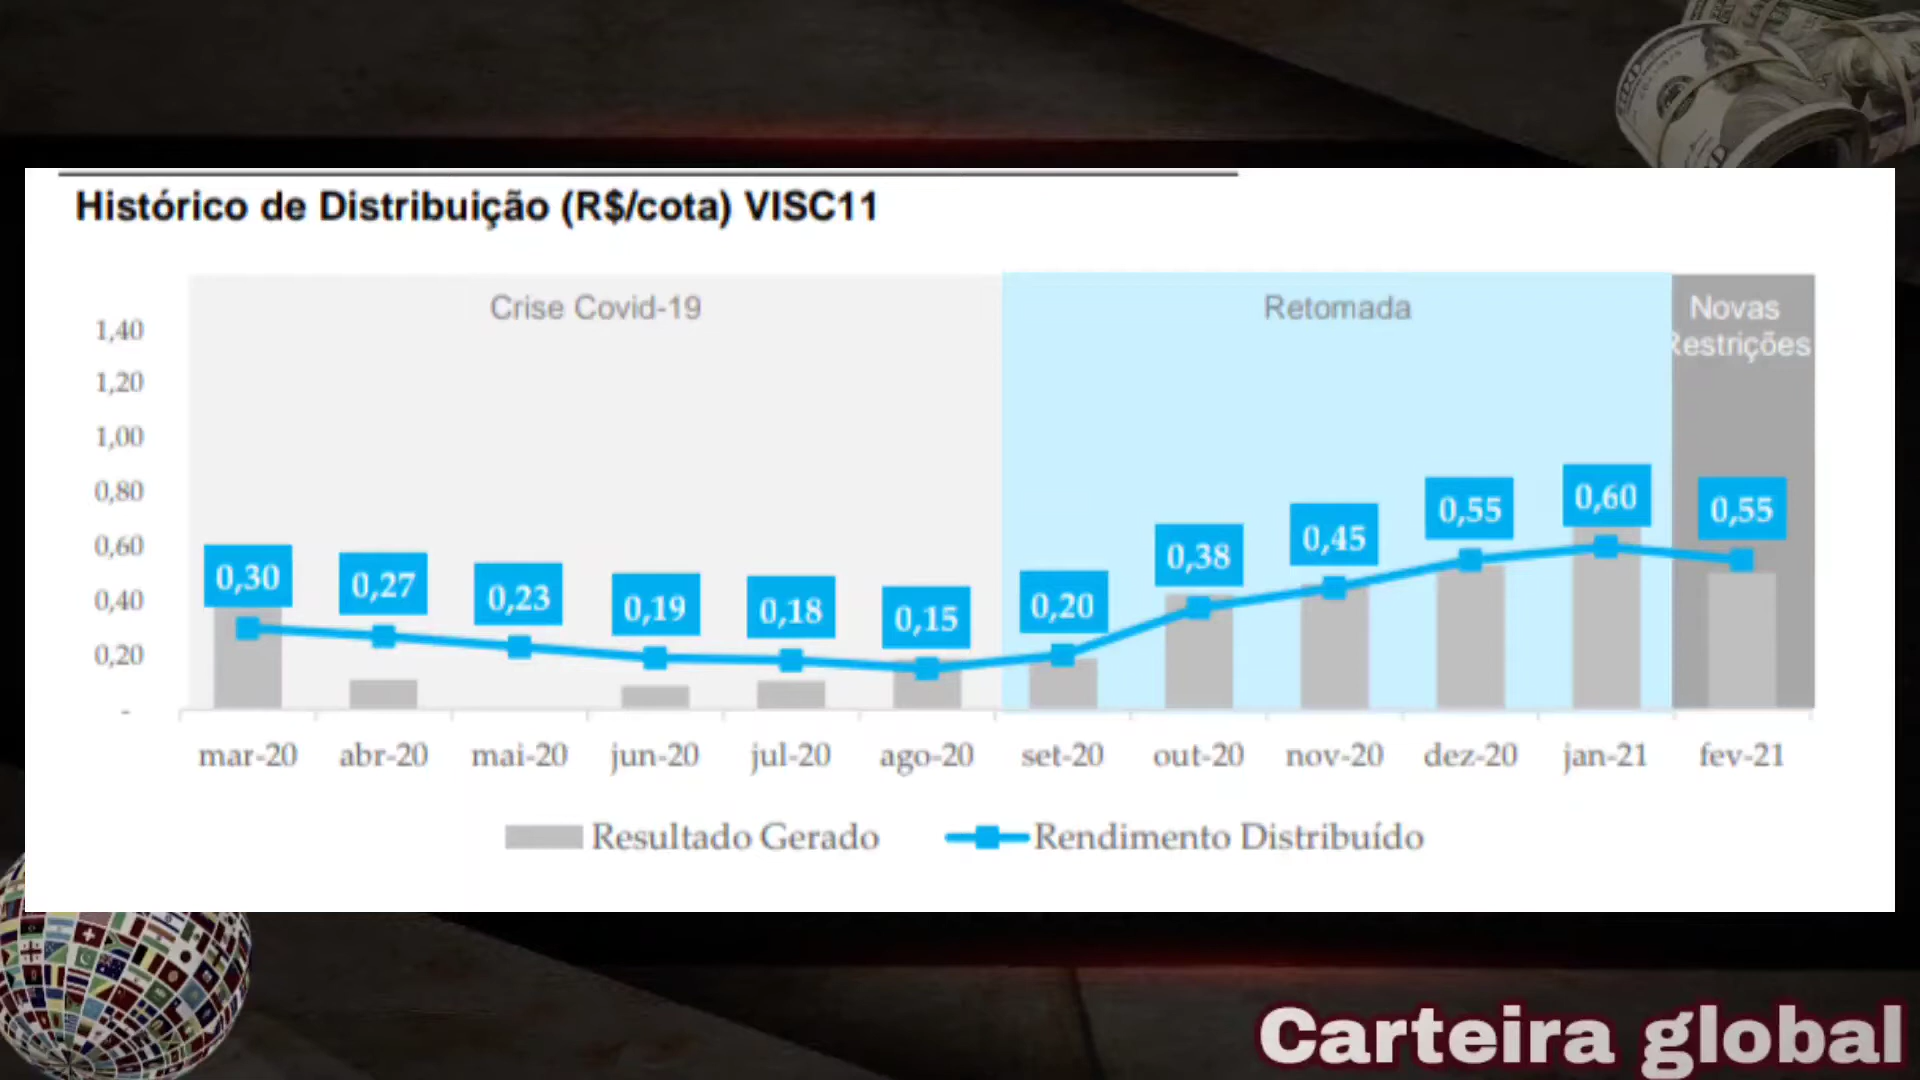 Histórico de Distribuição (R$/cota) VISC11
Crise Covid-19
Retomada
Novas
Restrições
1,40
1,20
1,00
0,80
0,60
0,40
0,20
-
0,30
0,27
0,23
0,19
0,18
0,15
0,20
0,38
0,45
0,55
0,60
0,55
mar-20 abr-20 mai-20 jun-20 jul-20 ago-20 set-20 out-20 nov-20 dez-20 jan-21 fev-21
Resultado Gerado Rendimento Distribuído
Carteira global